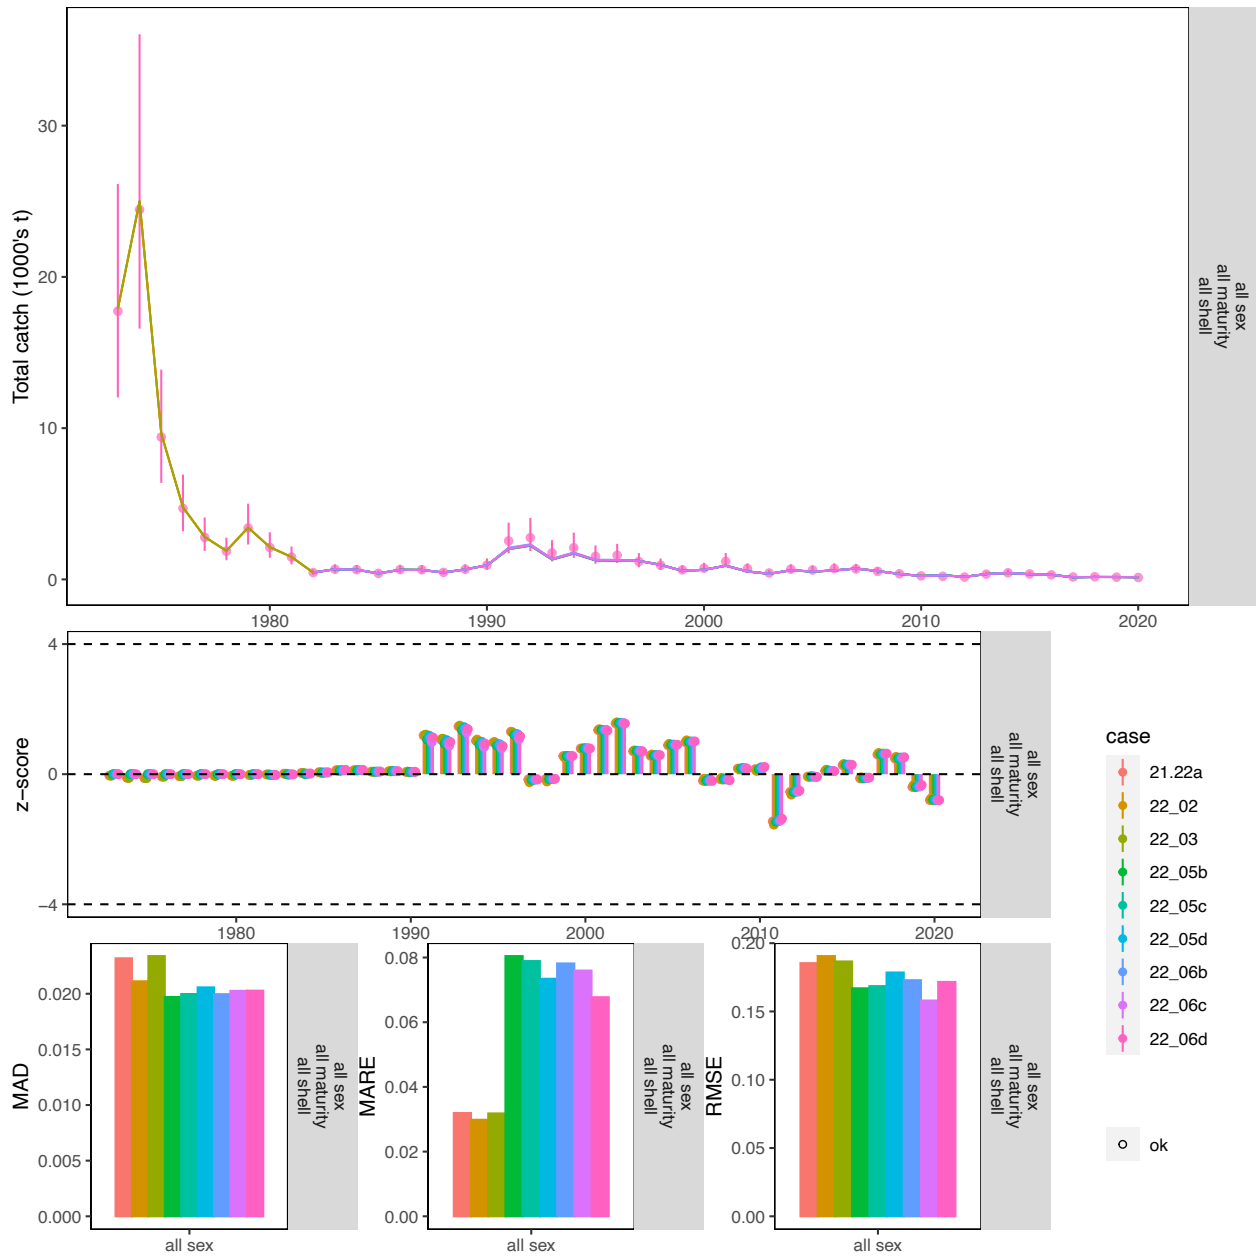 Total catch (1000's t)
30
20
10
0
1980
1990
2000
2010
2020
all sex
all maturity
all shell
z−score
4
0
−4
1980
1990
2000
2010
2020
all sex
all maturity
all shell
MAD
0.020
0.015
0.010
0.005
0.000
all sex
all sex
all maturity
all shell
MARE
0.08
0.06
0.04
0.02
0.00
all sex
all sex
all maturity
all shell
RMSE
0.20
0.15
0.10
0.05
0.00
all sex
all sex
all maturity
all shell
case
21.22a
22_02
22_03
22_05b
22_05c
22_05d
22_06b
22_06c
22_06d
ok